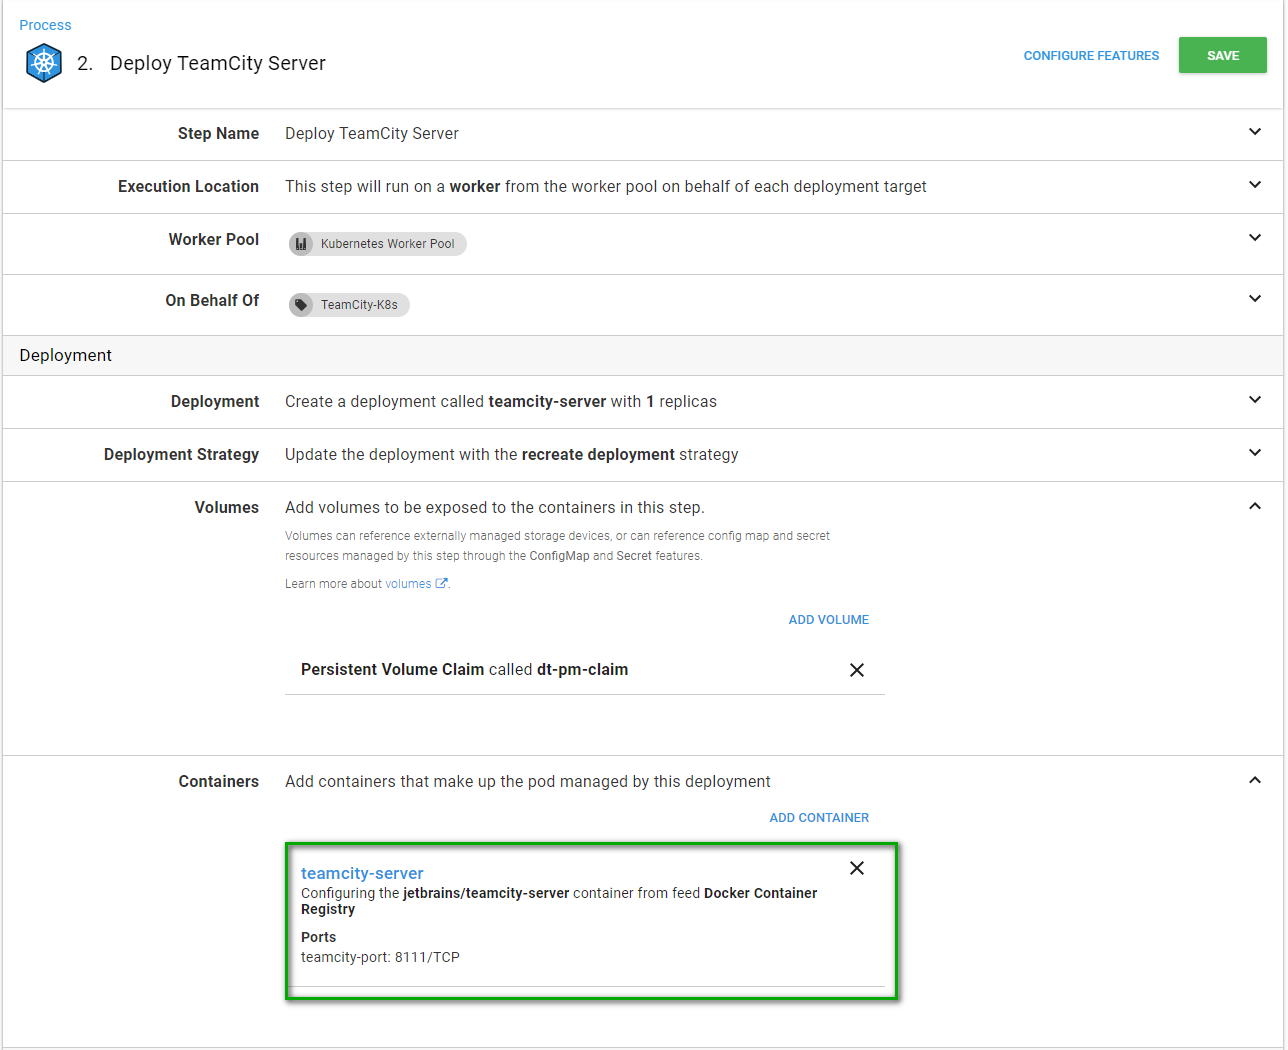 Process
2. Deploy TeamCity Server
CONFIGURE FEATURES
SAVE
Step Name
Deploy TeamCity Server
Execution Location
This step will run on a worker from the worker pool on behalf of each deployment target
Worker Pool
Kubernetes Worker Pool
On Behalf Of
TeamCity-K8s
Deployment
Deployment
Create a deployment called teamcity-server with 1 replicas
Deployment Strategy
Update the deployment with the recreate deployment strategy
Volumes
Add volumes to be exposed to the containers in this step.
Volumes can reference externally managed storage devices, or can reference config map and secret
resources managed by this step through the ConfigMap and Secret features.
Learn more about volumes.
ADD VOLUME
Persistent Volume Claim called dt-pm-claim
Containers
Add containers that make up the pod managed by this deployment
ADD CONTAINER
teamcity-server
Configuring the jetbrains/teamcity-server container from feed Docker Container
Registry
Ports
teamcity-port: 8111/TCP